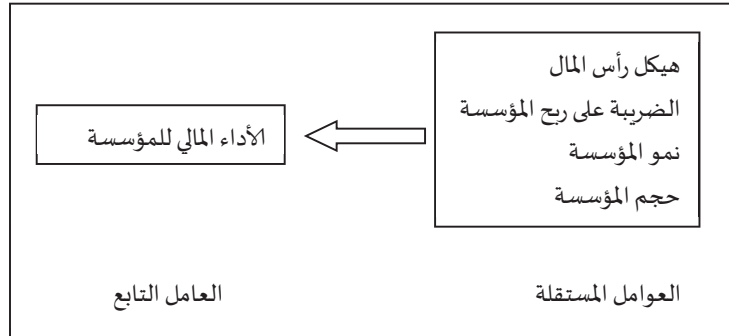 هيكل رأس المال
الضريبة على ربح المؤسسة
نمو المؤسسة
حجم المؤسسة
الأداء المالي للمؤسسة
العوامل المستقلة
العامل التابع